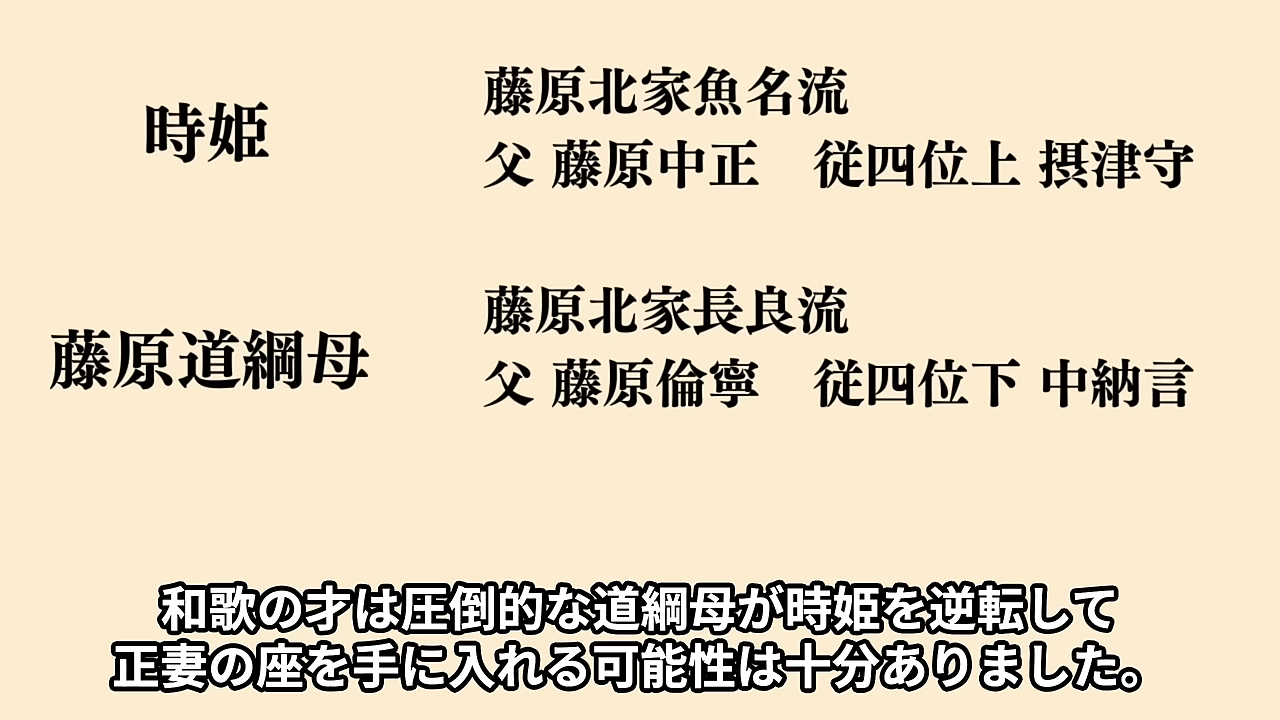 時姫
藤原北家魚名流
父 藤原中正　従四位上 摂津守
藤原道綱母
藤原北家長良流
父 藤原倫寧　従四位下 中納言
和歌の才は圧倒的な道綱母が時姫を逆転して
正妻の座を手に入れる可能性は十分ありました。